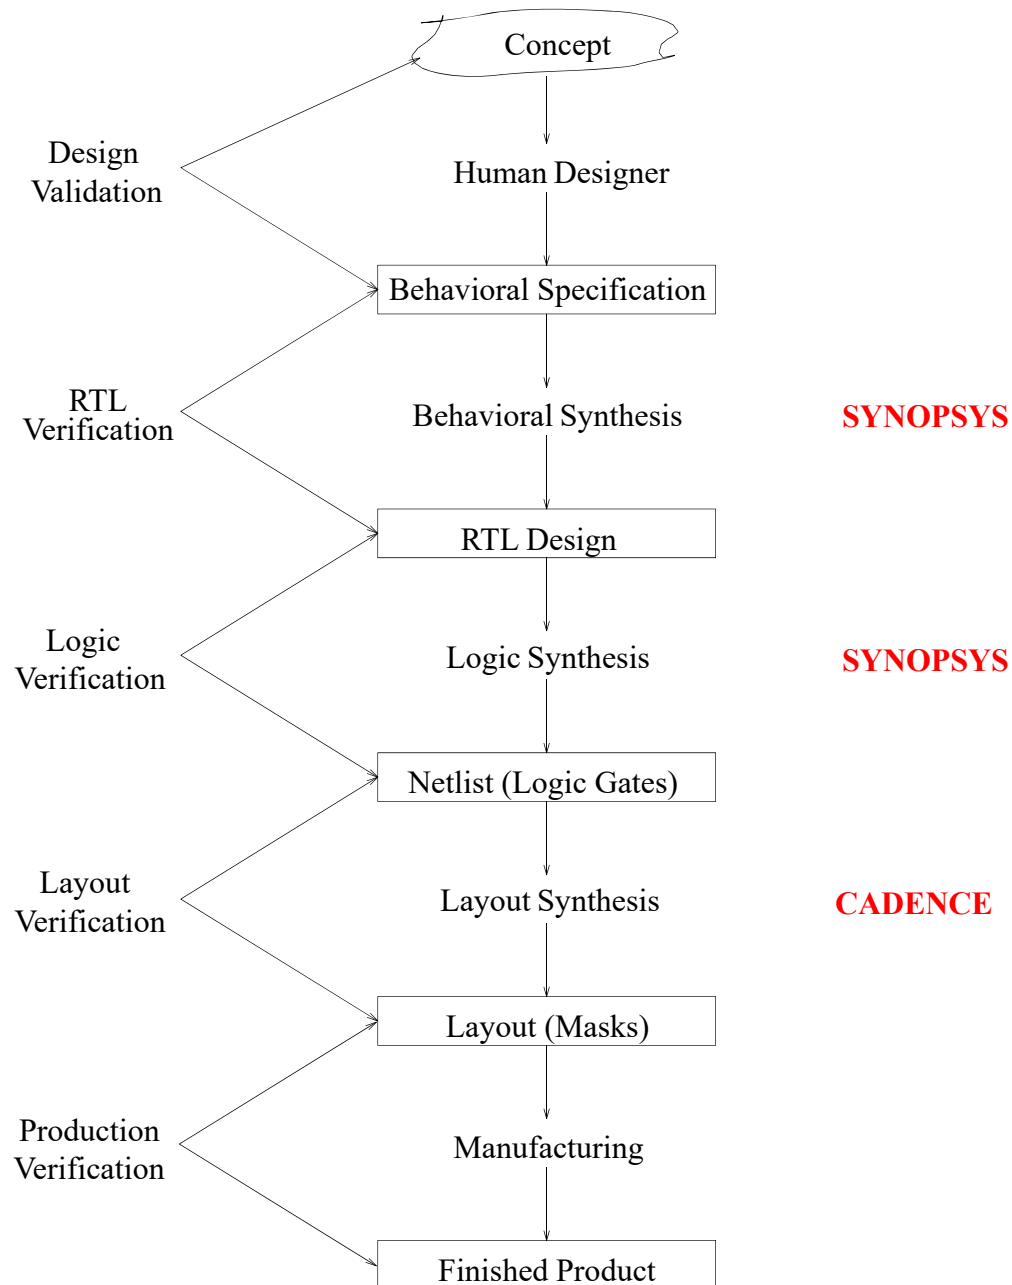 Concept
Design
Validation
Human Designer
Behavioral Specification
RTL
Verification
Behavioral Synthesis
SYNOPSYS
RTL Design
Logic
Verification
Logic Synthesis
SYNOPSYS
Netlist (Logic Gates)
Layout
Verification
Layout Synthesis
CADENCE
Layout (Masks)
Production
Verification
Manufacturing
Finished Product